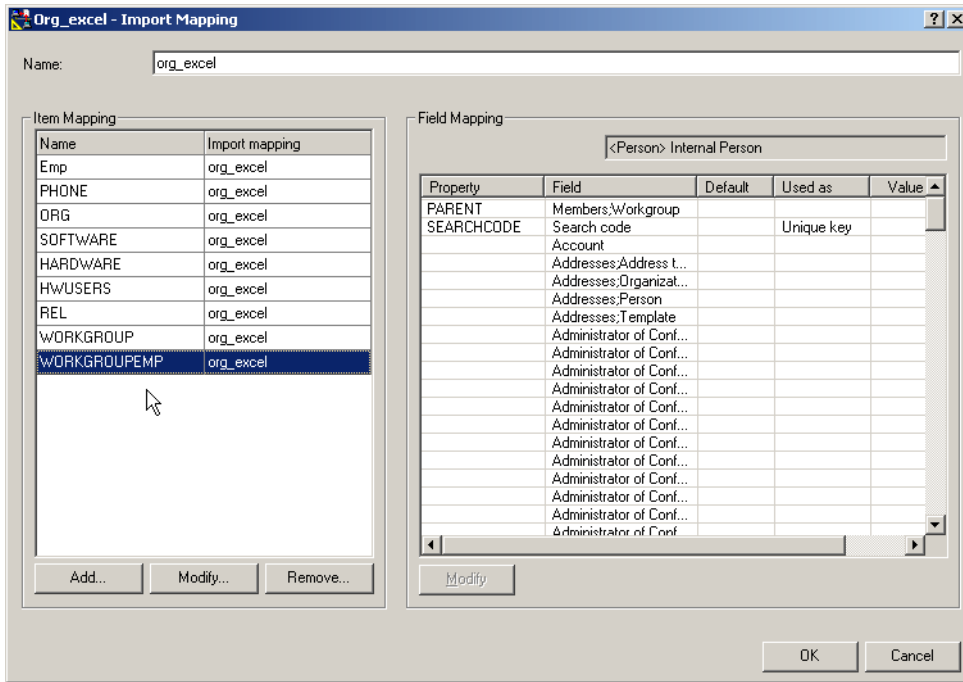 Org_excel - Import Mapping
Name: org_excel
Item Mapping
Name Import mapping
Emp org_excel
PHONE org_excel
ORG org_excel
SOFTWARE org_excel
HARDWARE org_excel
HWUSERS org_excel
REL org_excel
WORKGROUP org_excel
WORKGROUPEMP org_excel
Add... Modify... Remove...
Field Mapping
<Person> Internal Person
Property Field Default Used as Value
PARENT Members;Workgroup
SEARCHCODE Search code Unique key
Account
Addresses;Address t...
Addresses;Organizat...
Addresses;Person
Addresses;Template
Administrator of Conf...
Administrator of Conf...
Administrator of Conf...
Administrator of Conf...
Administrator of Conf...
Administrator of Conf...
Administrator of Conf...
Administrator of Conf...
Administrator of Conf...
Administrator of Conf...
Administrator of Conf...
Administrator of Conf...
Modify
OK Cancel